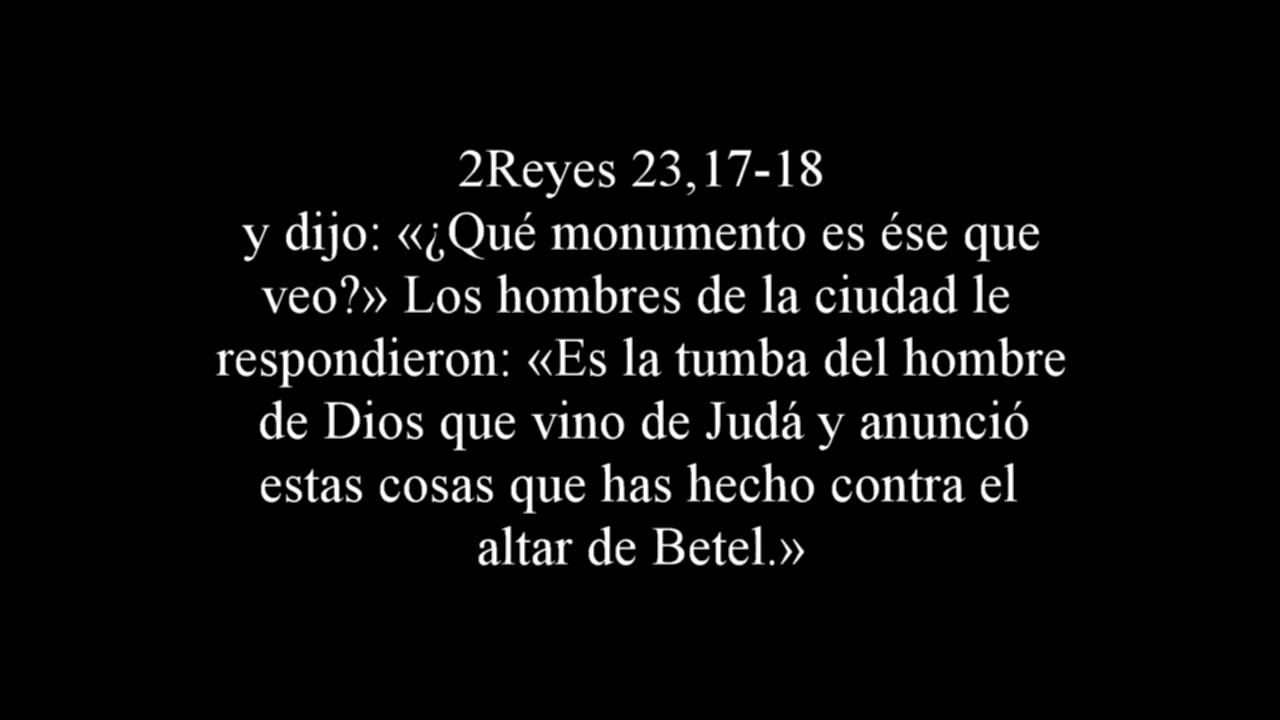 2Reyes 23,17-18
y dijo: «¿Qué monumento es ése que
veo?» Los hombres de la ciudad le
respondieron: «Es la tumba del hombre
de Dios que vino de Judá y anunció
estas cosas que has hecho contra el
altar de Betel.»